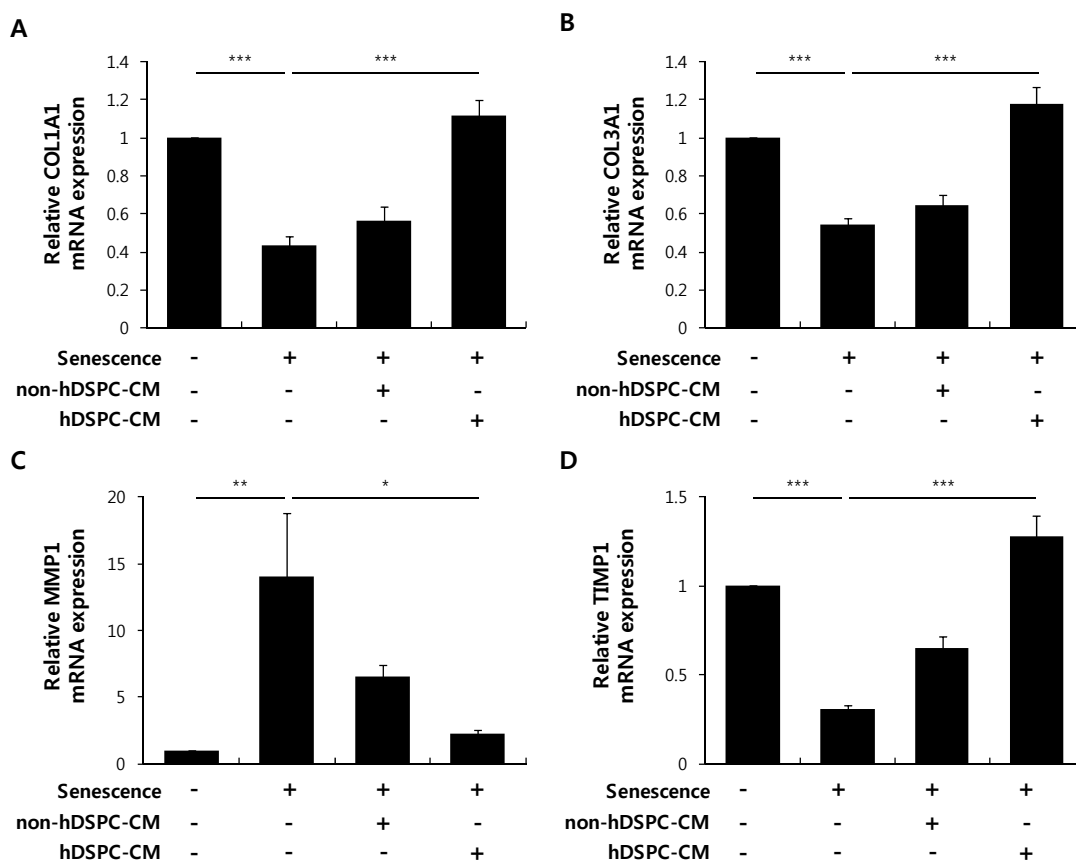 A
Relative COL1A1
mRNA expression
1.4
1.2
1
0.8
0.6
0.4
0.2
0
***
***
Senescence - + + +
non-hDSPC-CM - - + -
hDSPC-CM - - - +
B
Relative COL3A1
mRNA expression
1.4
1.2
1
0.8
0.6
0.4
0.2
0
***
***
Senescence - + + +
non-hDSPC-CM - - + -
hDSPC-CM - - - +
C
Relative MMP1
mRNA expression
20
15
10
5
0
**
*
Senescence - + + +
non-hDSPC-CM - - + -
hDSPC-CM - - - +
D
Relative TIMP1
mRNA expression
1.5
1
0.5
0
***
***
Senescence - + + +
non-hDSPC-CM - - + -
hDSPC-CM - - - +